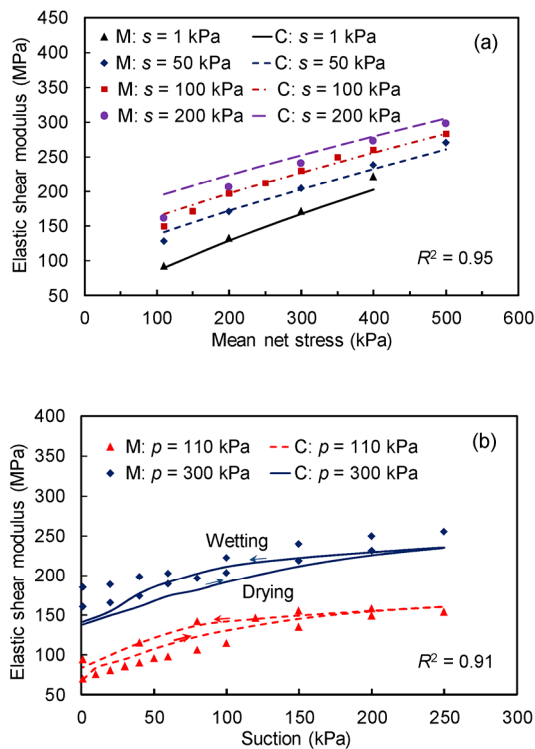 450
400
350
300
250
200
150
100
50
Elastic shear modulus (MPa)
M: s = 1 kPa C: s = 1 kPa
M: s = 50 kPa C: s = 50 kPa
M: s = 100 kPa C: s = 100 kPa
M: s = 200 kPa C: s = 200 kPa
(a)
R² = 0.95
0 100 200 300 400 500 600
Mean net stress (kPa)
400
350
300
250
200
150
100
50
Elastic shear modulus (MPa)
M: p = 110 kPa C: p = 110 kPa
M: p = 300 kPa C: p = 300 kPa
(b)
Wetting
Drying
R² = 0.91
0 50 100 150 200 250 300
Suction (kPa)